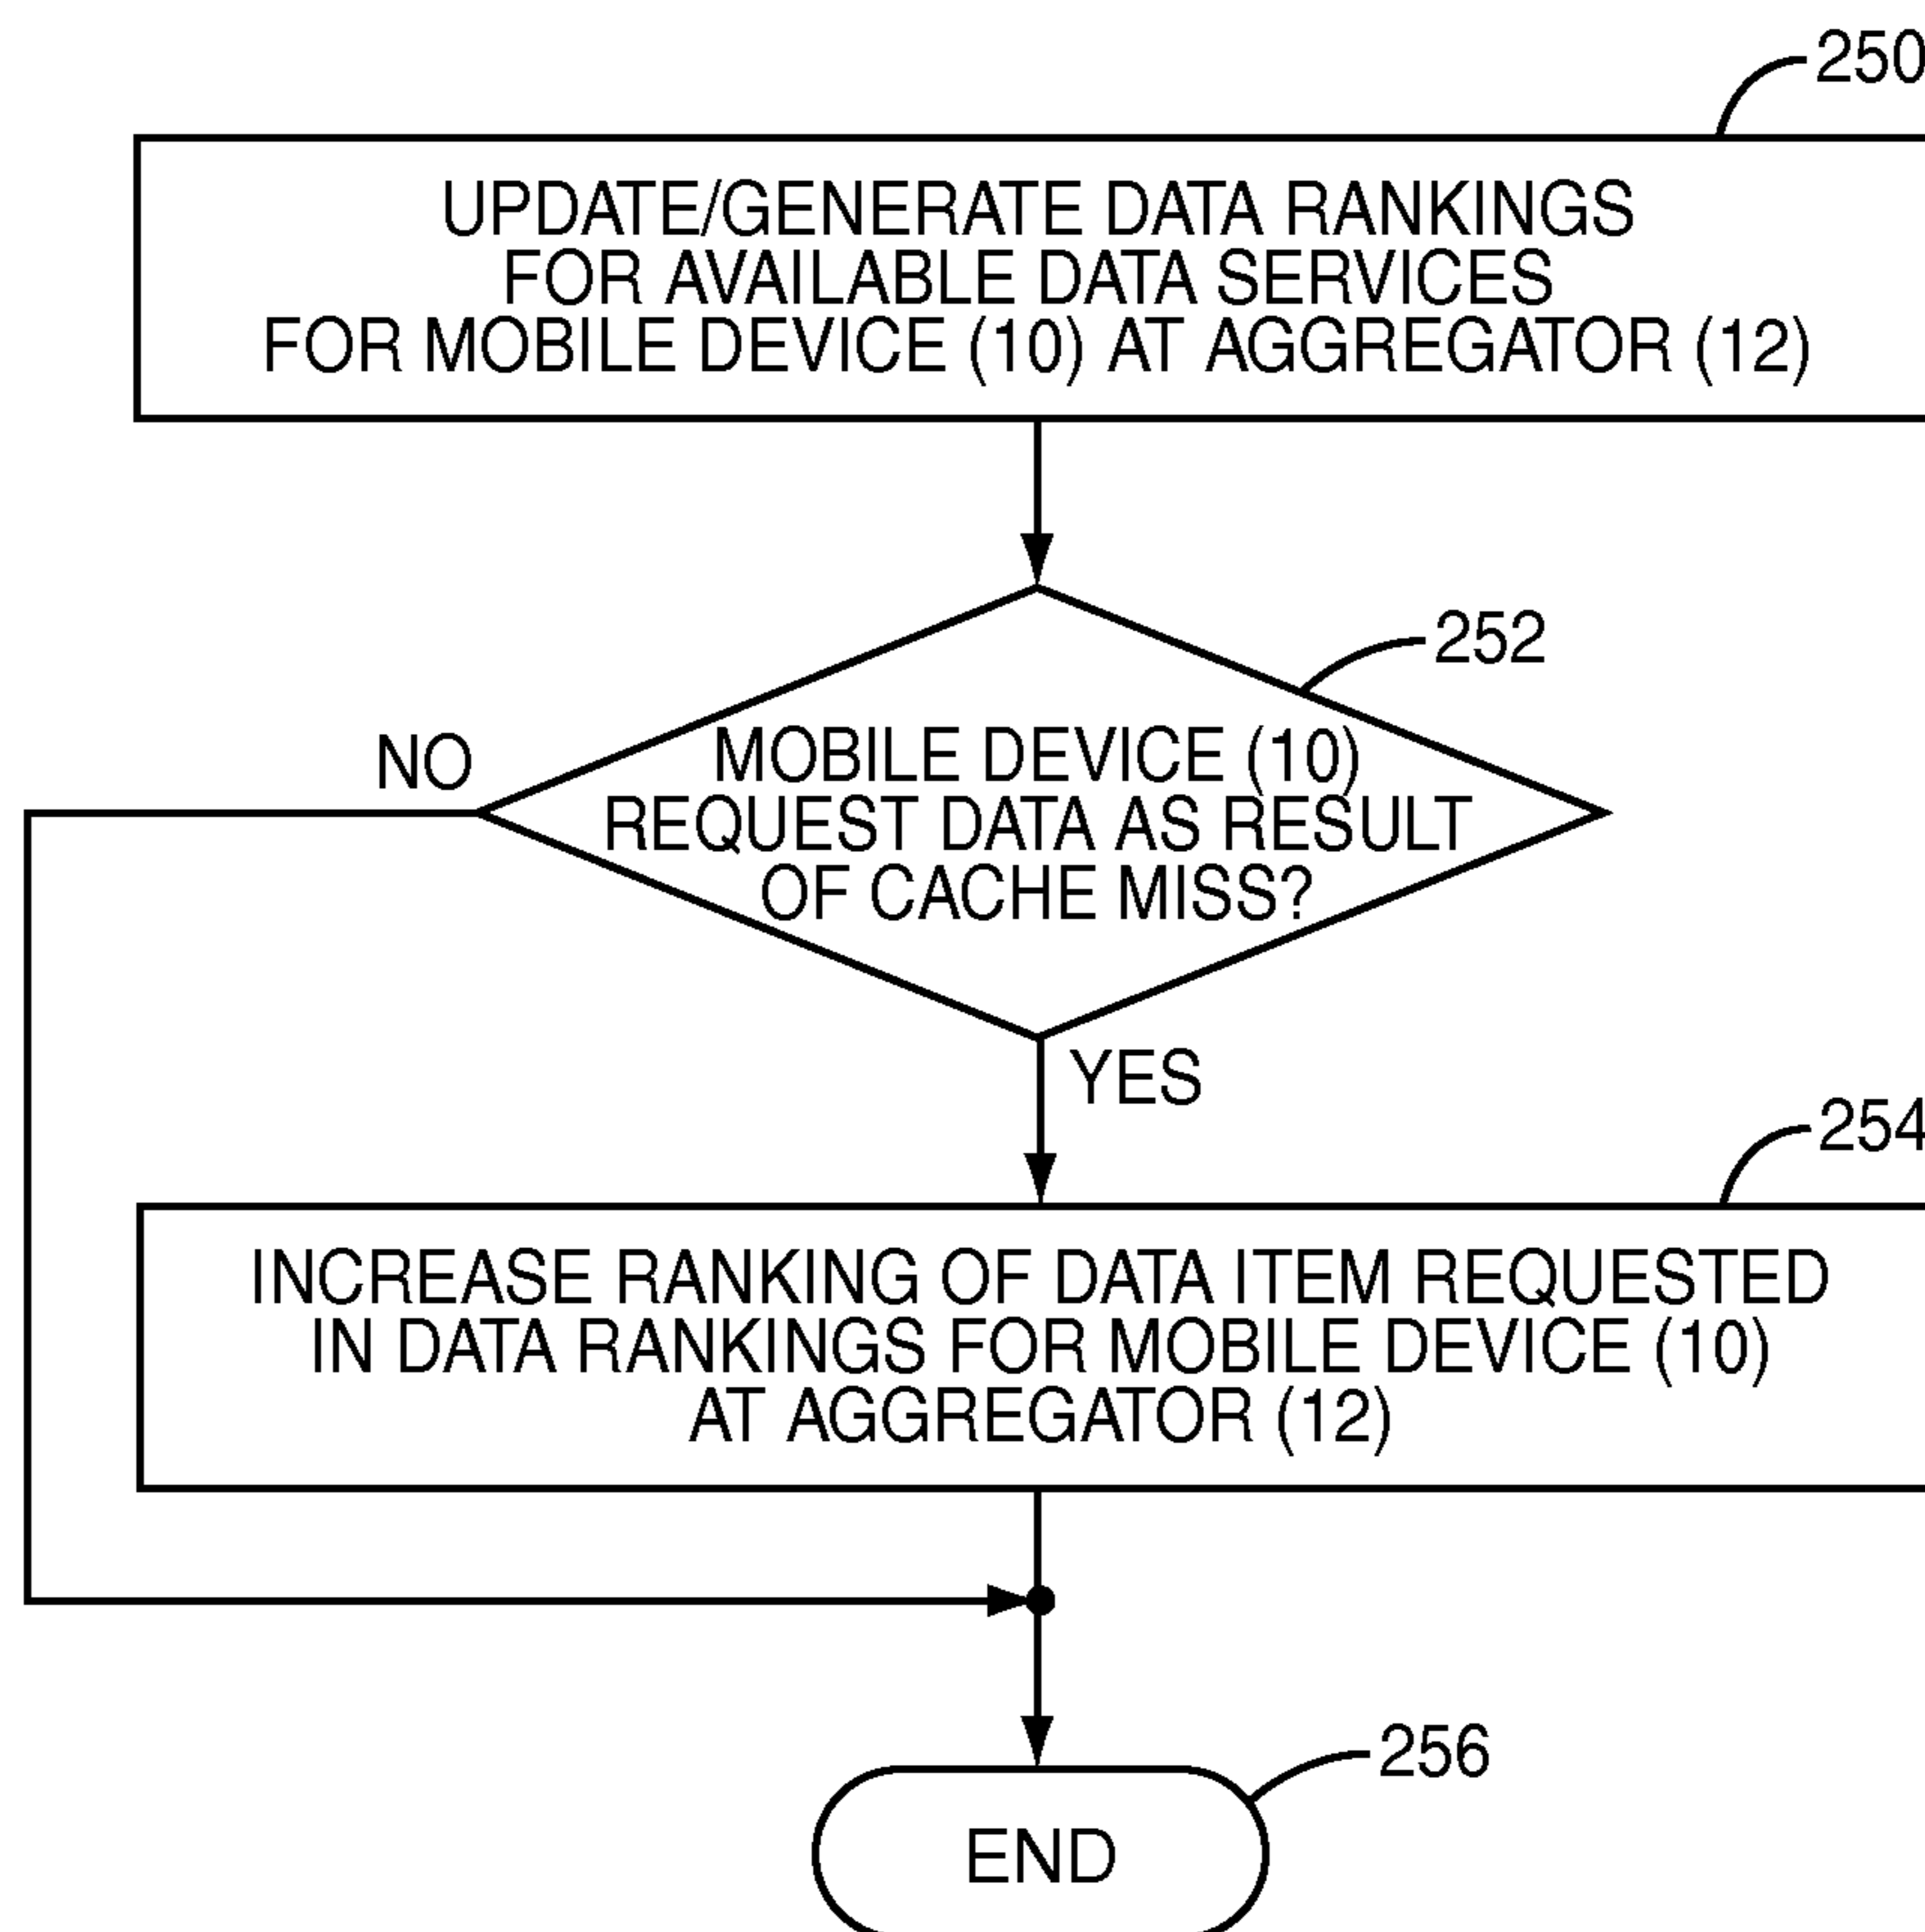 250
UPDATE/GENERATE DATA RANKINGS
FOR AVAILABLE DATA SERVICES
FOR MOBILE DEVICE (10) AT AGGREGATOR (12)
252
NO
MOBILE DEVICE (10)
REQUEST DATA AS RESULT
OF CACHE MISS?
YES
254
INCREASE RANKING OF DATA ITEM REQUESTED
IN DATA RANKINGS FOR MOBILE DEVICE (10)
AT AGGREGATOR (12)
256
END